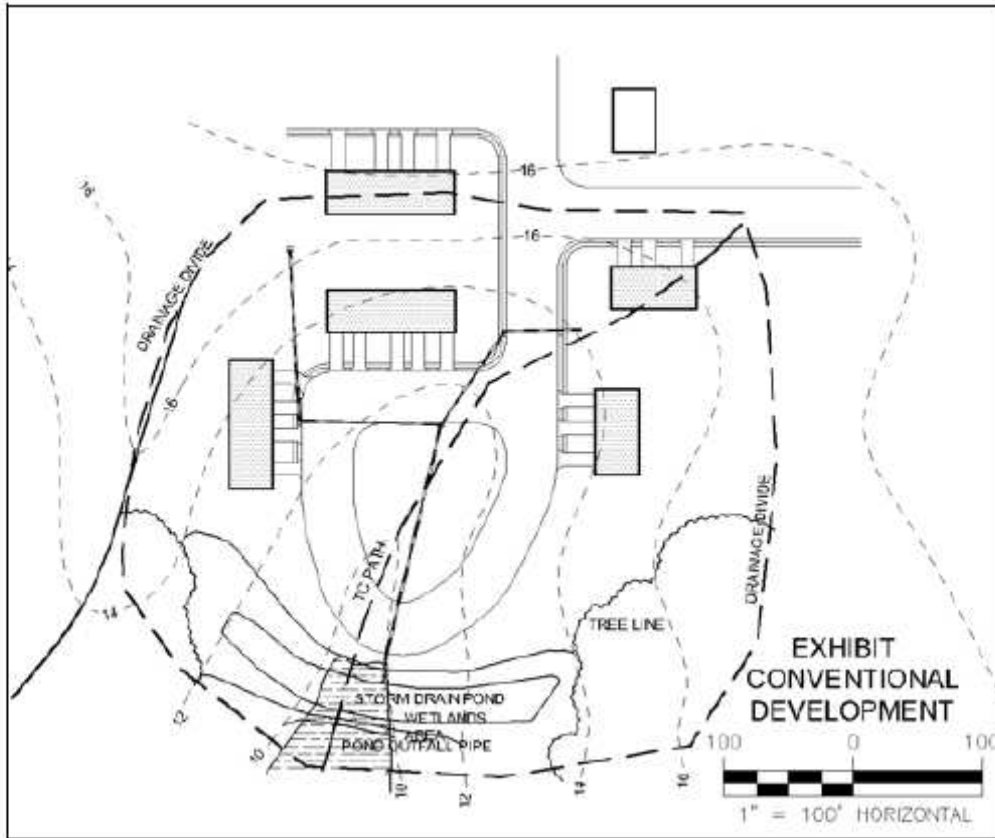 16
18
16
DRAINAGE DIVIDE
16
TC PATH
DRAINAGE DIVIDE
14
TREE LINE
EXHIBIT
CONVENTIONAL
DEVELOPMENT
STORM DRAIN POND
WETLANDS
AREA
POND OUTFALL PIPE
12
10
10
12
14
16
100 0 100
1" = 100' HORIZONTAL